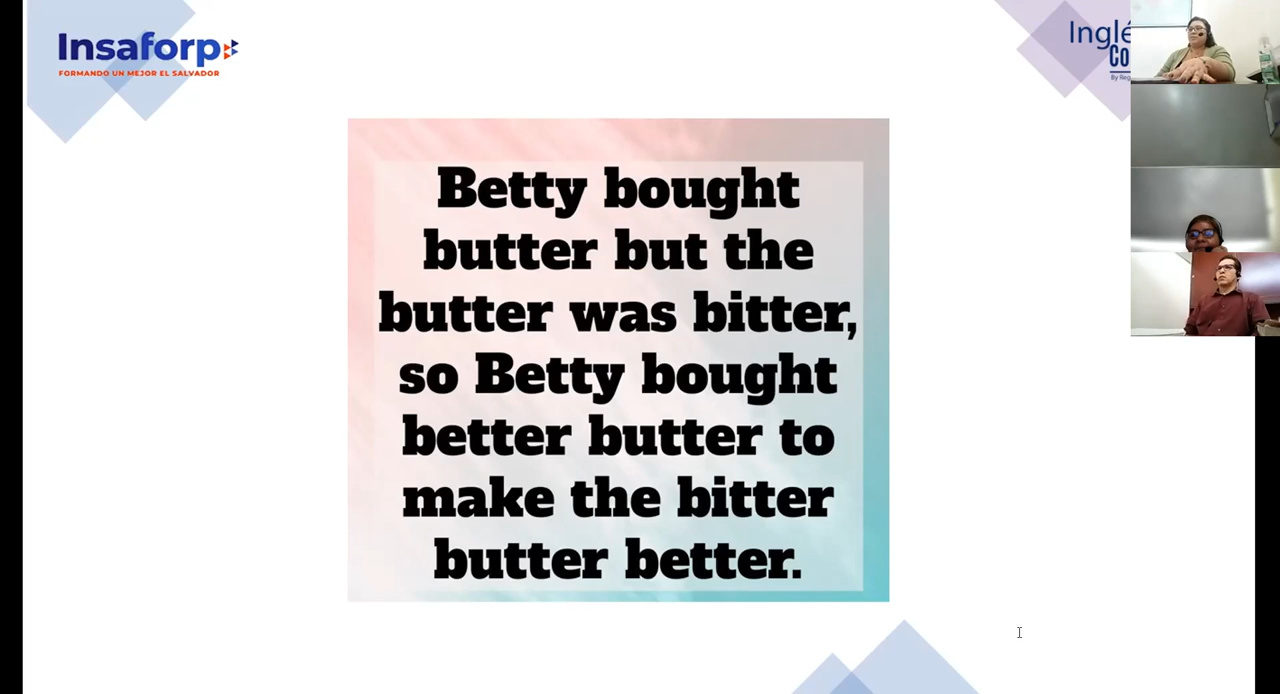 Insaforp
FORMANDO UN MEJOR EL SALVADOR
Betty bought
butter but the
butter was bitter,
so Betty bought
better butter to
make the bitter
butter better.